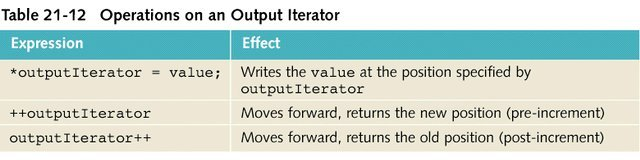 Table 21-12 Operations on an Output Iterator
Expression Effect
*outputIterator = value; Writes the value at the position specified by
outputIterator
++outputIterator Moves forward, returns the new position (pre-increment)
outputIterator++ Moves forward, returns the old position (post-increment)